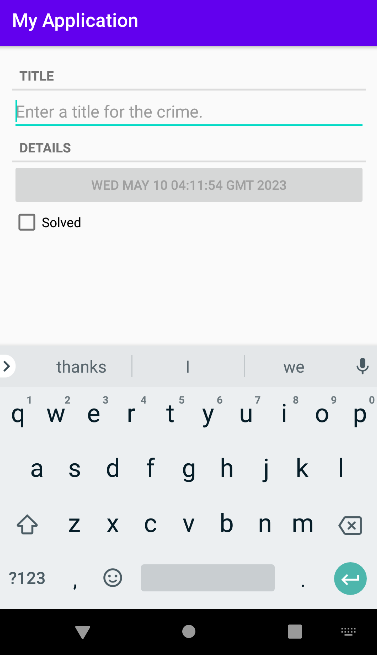 My Application
TITLE
Enter a title for the crime.
DETAILS
WED MAY 10 04:11:54 GMT 2023
Solved
thanks I we
1 2 3 4 5 6 7 8 9 0
q w e r t y u i o p
a s d f g h j k l
z x c v b n m
?123 , .